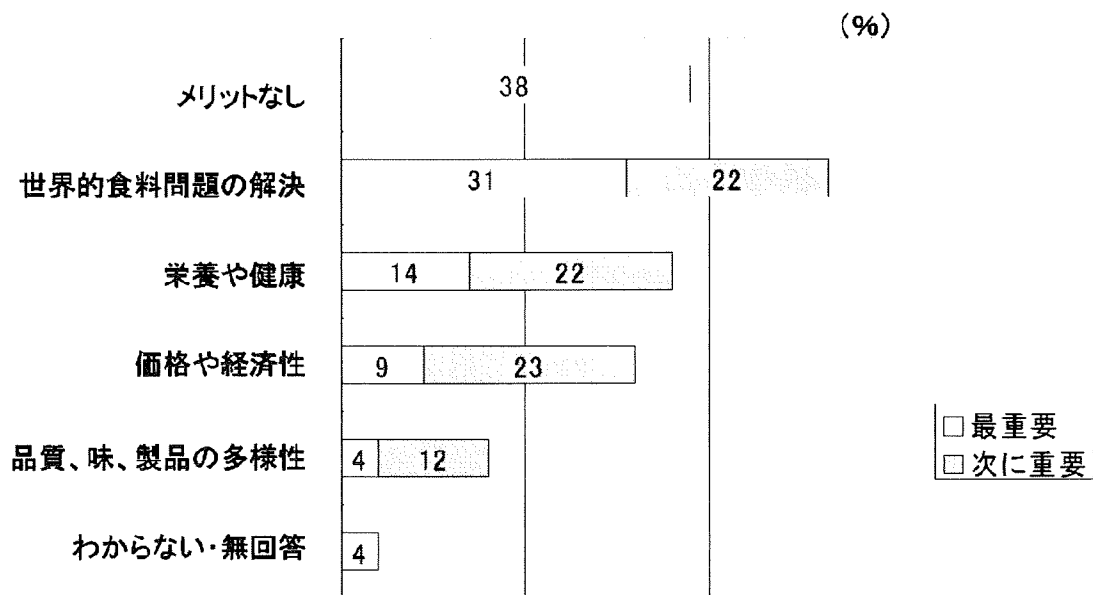 (%)
メリットなし 38
世界的食料問題の解決 31 22
栄養や健康 14 22
価格や経済性 9 23
品質、味、製品の多様性 4 12
わからない・無回答 4
最重要
次に重要